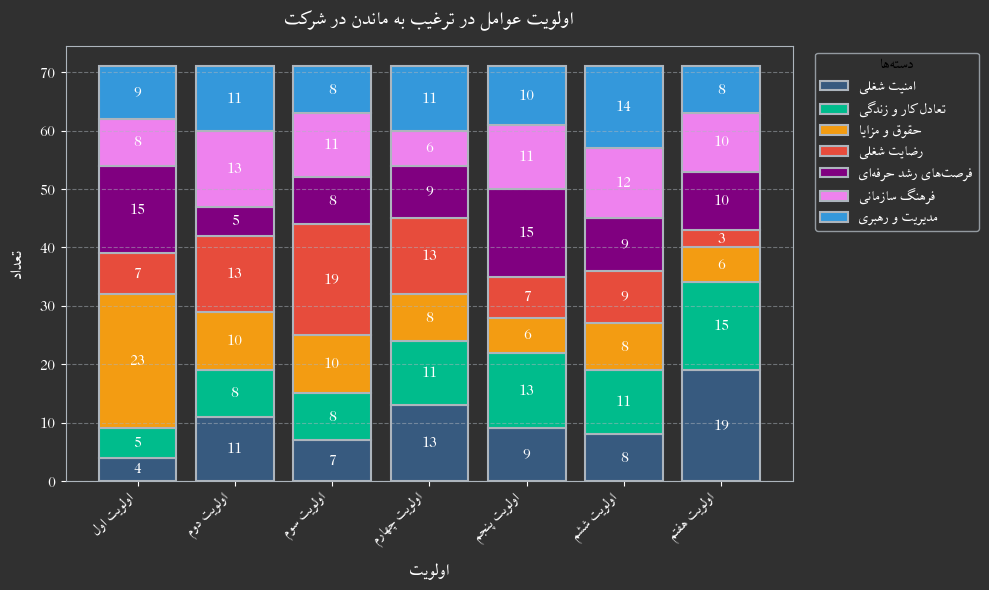 اولویت عوامل در ترغیب به ماندن در شرکت
تعداد
70
60
50
40
30
20
10
0
9 11 8 11 10 14 8
8 13 11 6 11 12 10
15 5 8 9 15 9 10
7 13 19 13 7 9 3
23 10 10 8 6 8 6
5 8 8 11 13 11 15
4 11 7 13 9 8 19
اولویت اول
اولویت دوم
اولویت سوم
اولویت چهارم
اولویت پنجم
اولویت ششم
اولویت هفتم
اولویت
دسته‌ها
امنیت شغلی
تعادل کار و زندگی
حقوق و مزایا
رضایت شغلی
فرصت‌های رشد حرفه‌ای
فرهنگ سازمانی
مدیریت و رهبری